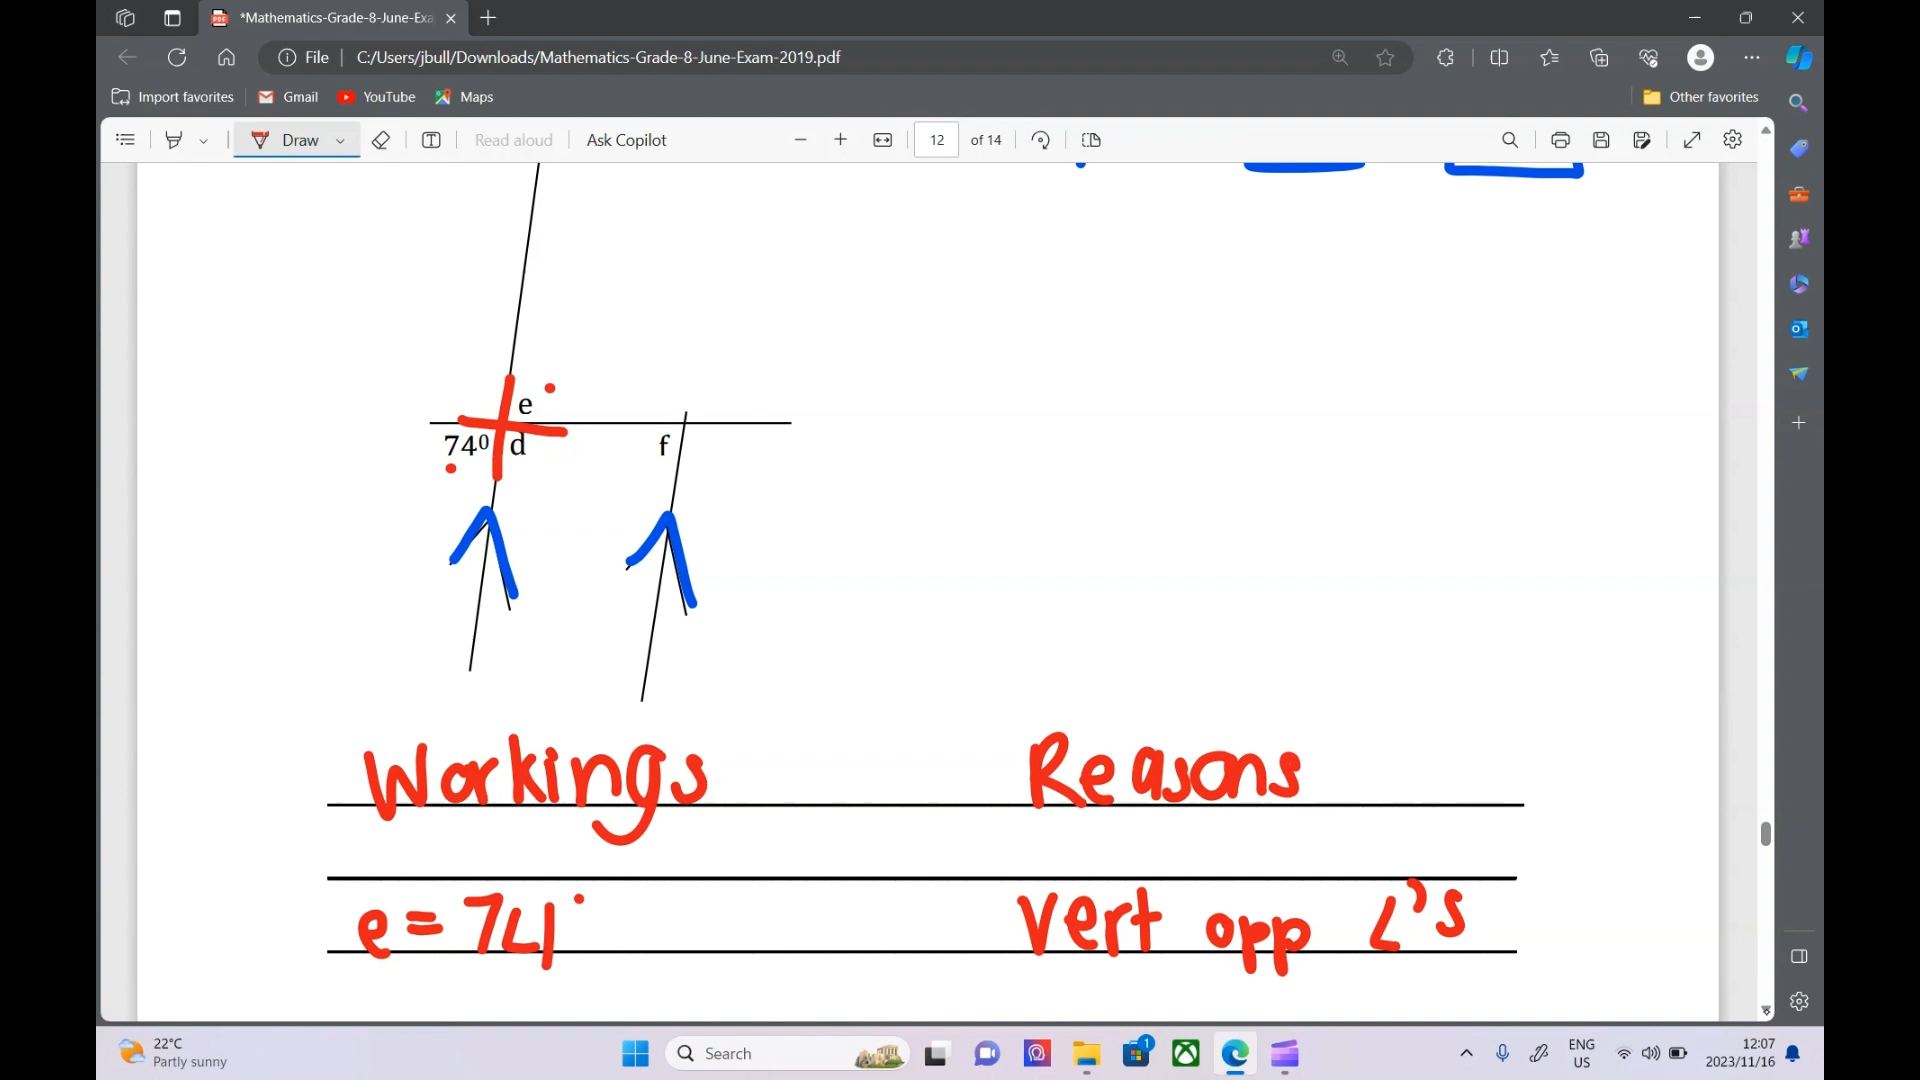 *Mathematics-Grade-8-June-Exa
File C:/Users/jbull/Downloads/Mathematics-Grade-8-June-Exam-2019.pdf
Import favorites Gmail YouTube Maps Other favorites
Draw Read aloud Ask Copilot 12 of 14
e
74⁰ d f
Workings Reasons
e = 74° Vert opp ∠'s
22°C
Partly sunny
Search
1
ENG
US
12:07
2023/11/16